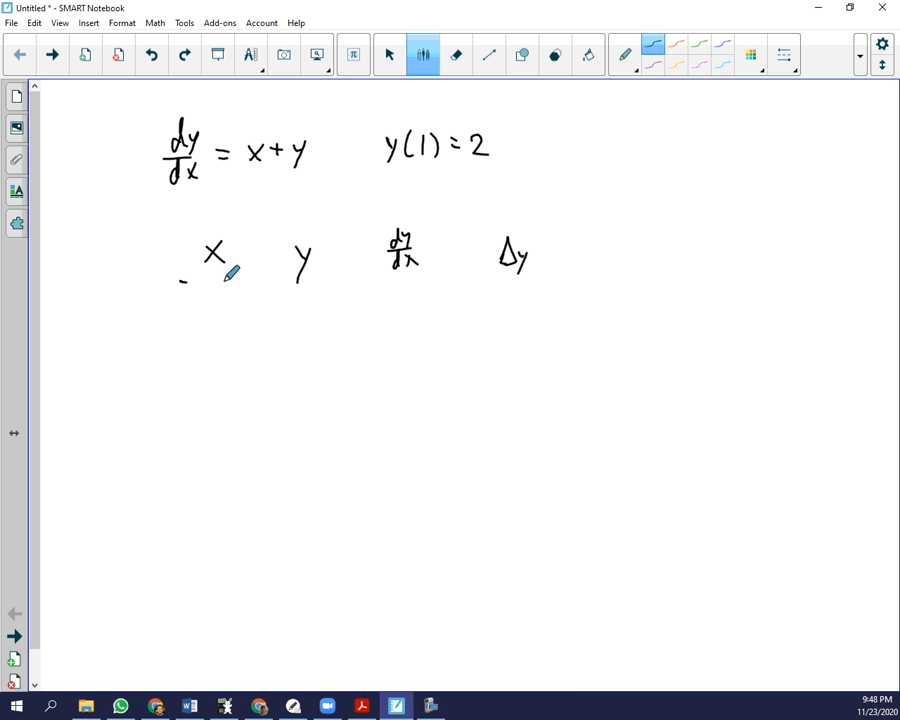 Untitled * - SMART Notebook
File Edit View Insert Format Math Tools Add-ons Account Help
dy/dx = x + y y(1) = 2
x y dy/dx Δy
9:48 PM
11/23/2020